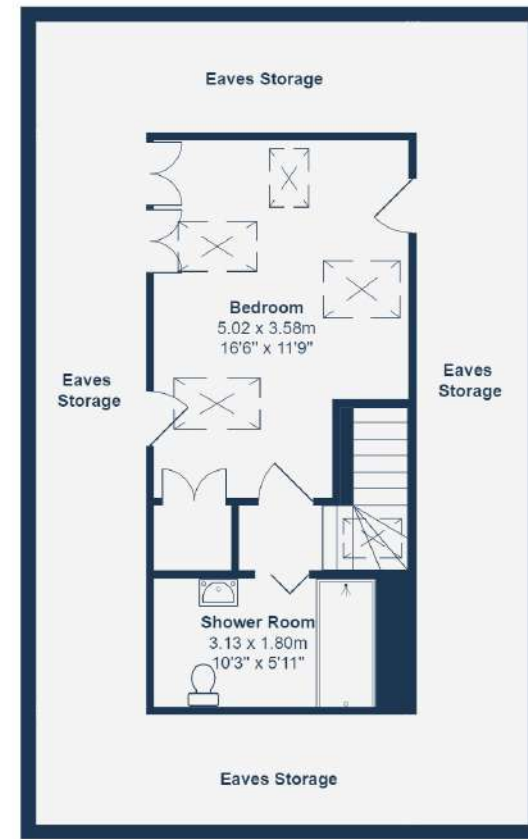 Eaves Storage
Bedroom
5.02 x 3.58m
16'6" x 11'9"
Eaves
Storage
Eaves
Storage
Shower Room
3.13 x 1.80m
10'3" x 5'11"
Eaves Storage